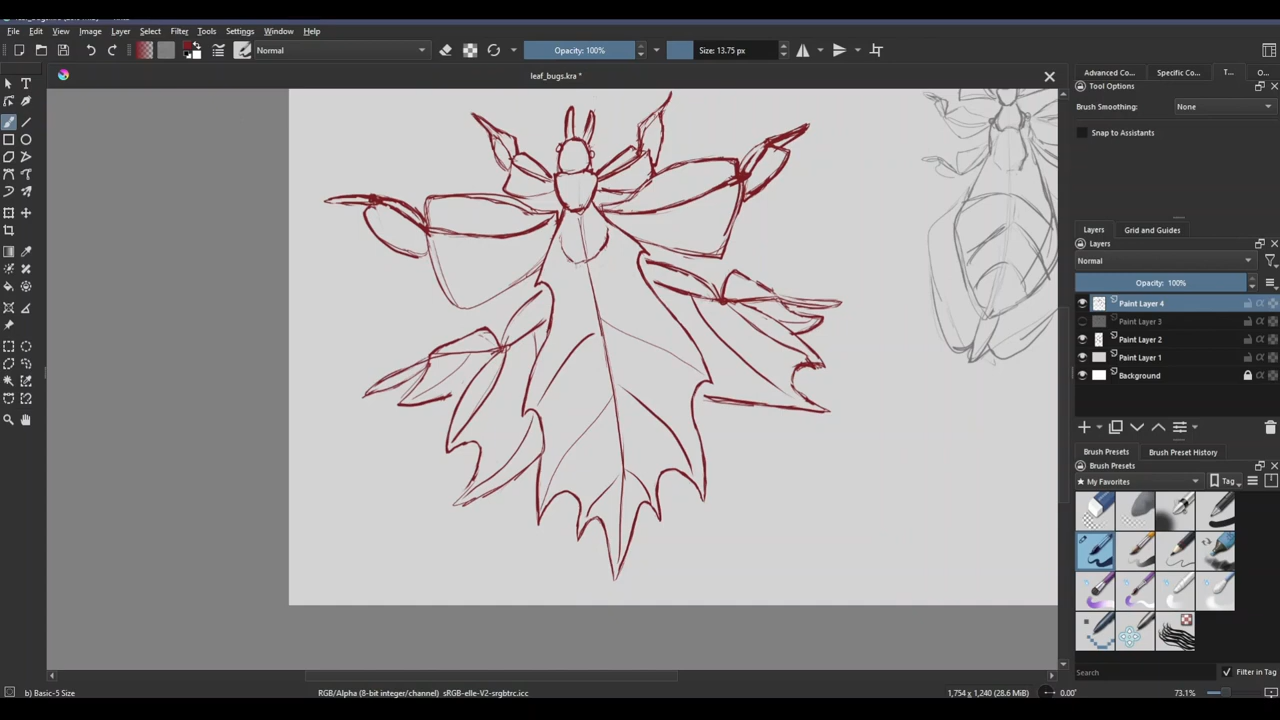 File Edit View Image Layer Select Filter Tools Settings Window Help
Normal
Opacity: 100%
Size: 13.75 px
leaf_bugs.kra *
Advanced Co...
Specific Co...
T...
O...
Tool Options
Brush Smoothing:
None
Snap to Assistants
Layers
Grid and Guides
Layers
Normal
Opacity: 100%
Paint Layer 4
Paint Layer 3
Paint Layer 2
Paint Layer 1
Background
Brush Presets
Brush Preset History
Brush Presets
★ My Favorites
Tag
Search
Filter in Tag
b) Basic-5 Size
RGB/Alpha (8-bit integer/channel) sRGB-elle-V2-srgbtrc.icc
1,754 x 1,240 (28.6 MiB)
0.00°
73.1%